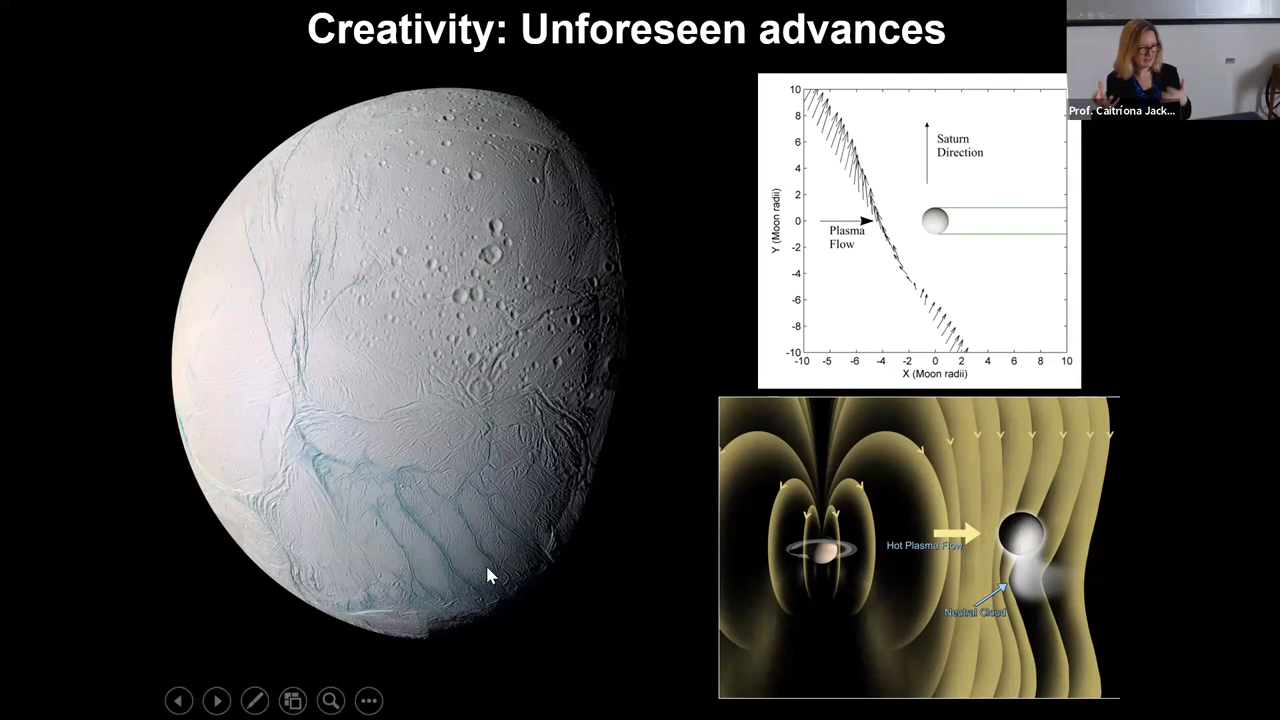 Creativity: Unforeseen advances
Prof. Caitríona Jack...
10
8
6
4
2
0
-2
-4
-6
-8
-10
Y (Moon radii)
Saturn
Direction
Plasma
Flow
-10 -8 -6 -4 -2 0 2 4 6 8 10
X (Moon radii)
Hot Plasma Flow
Neutral Cloud